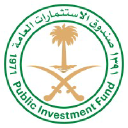 صندوق الاستثمارات العامة
١٣٩١ 1971
Public Investment Fund